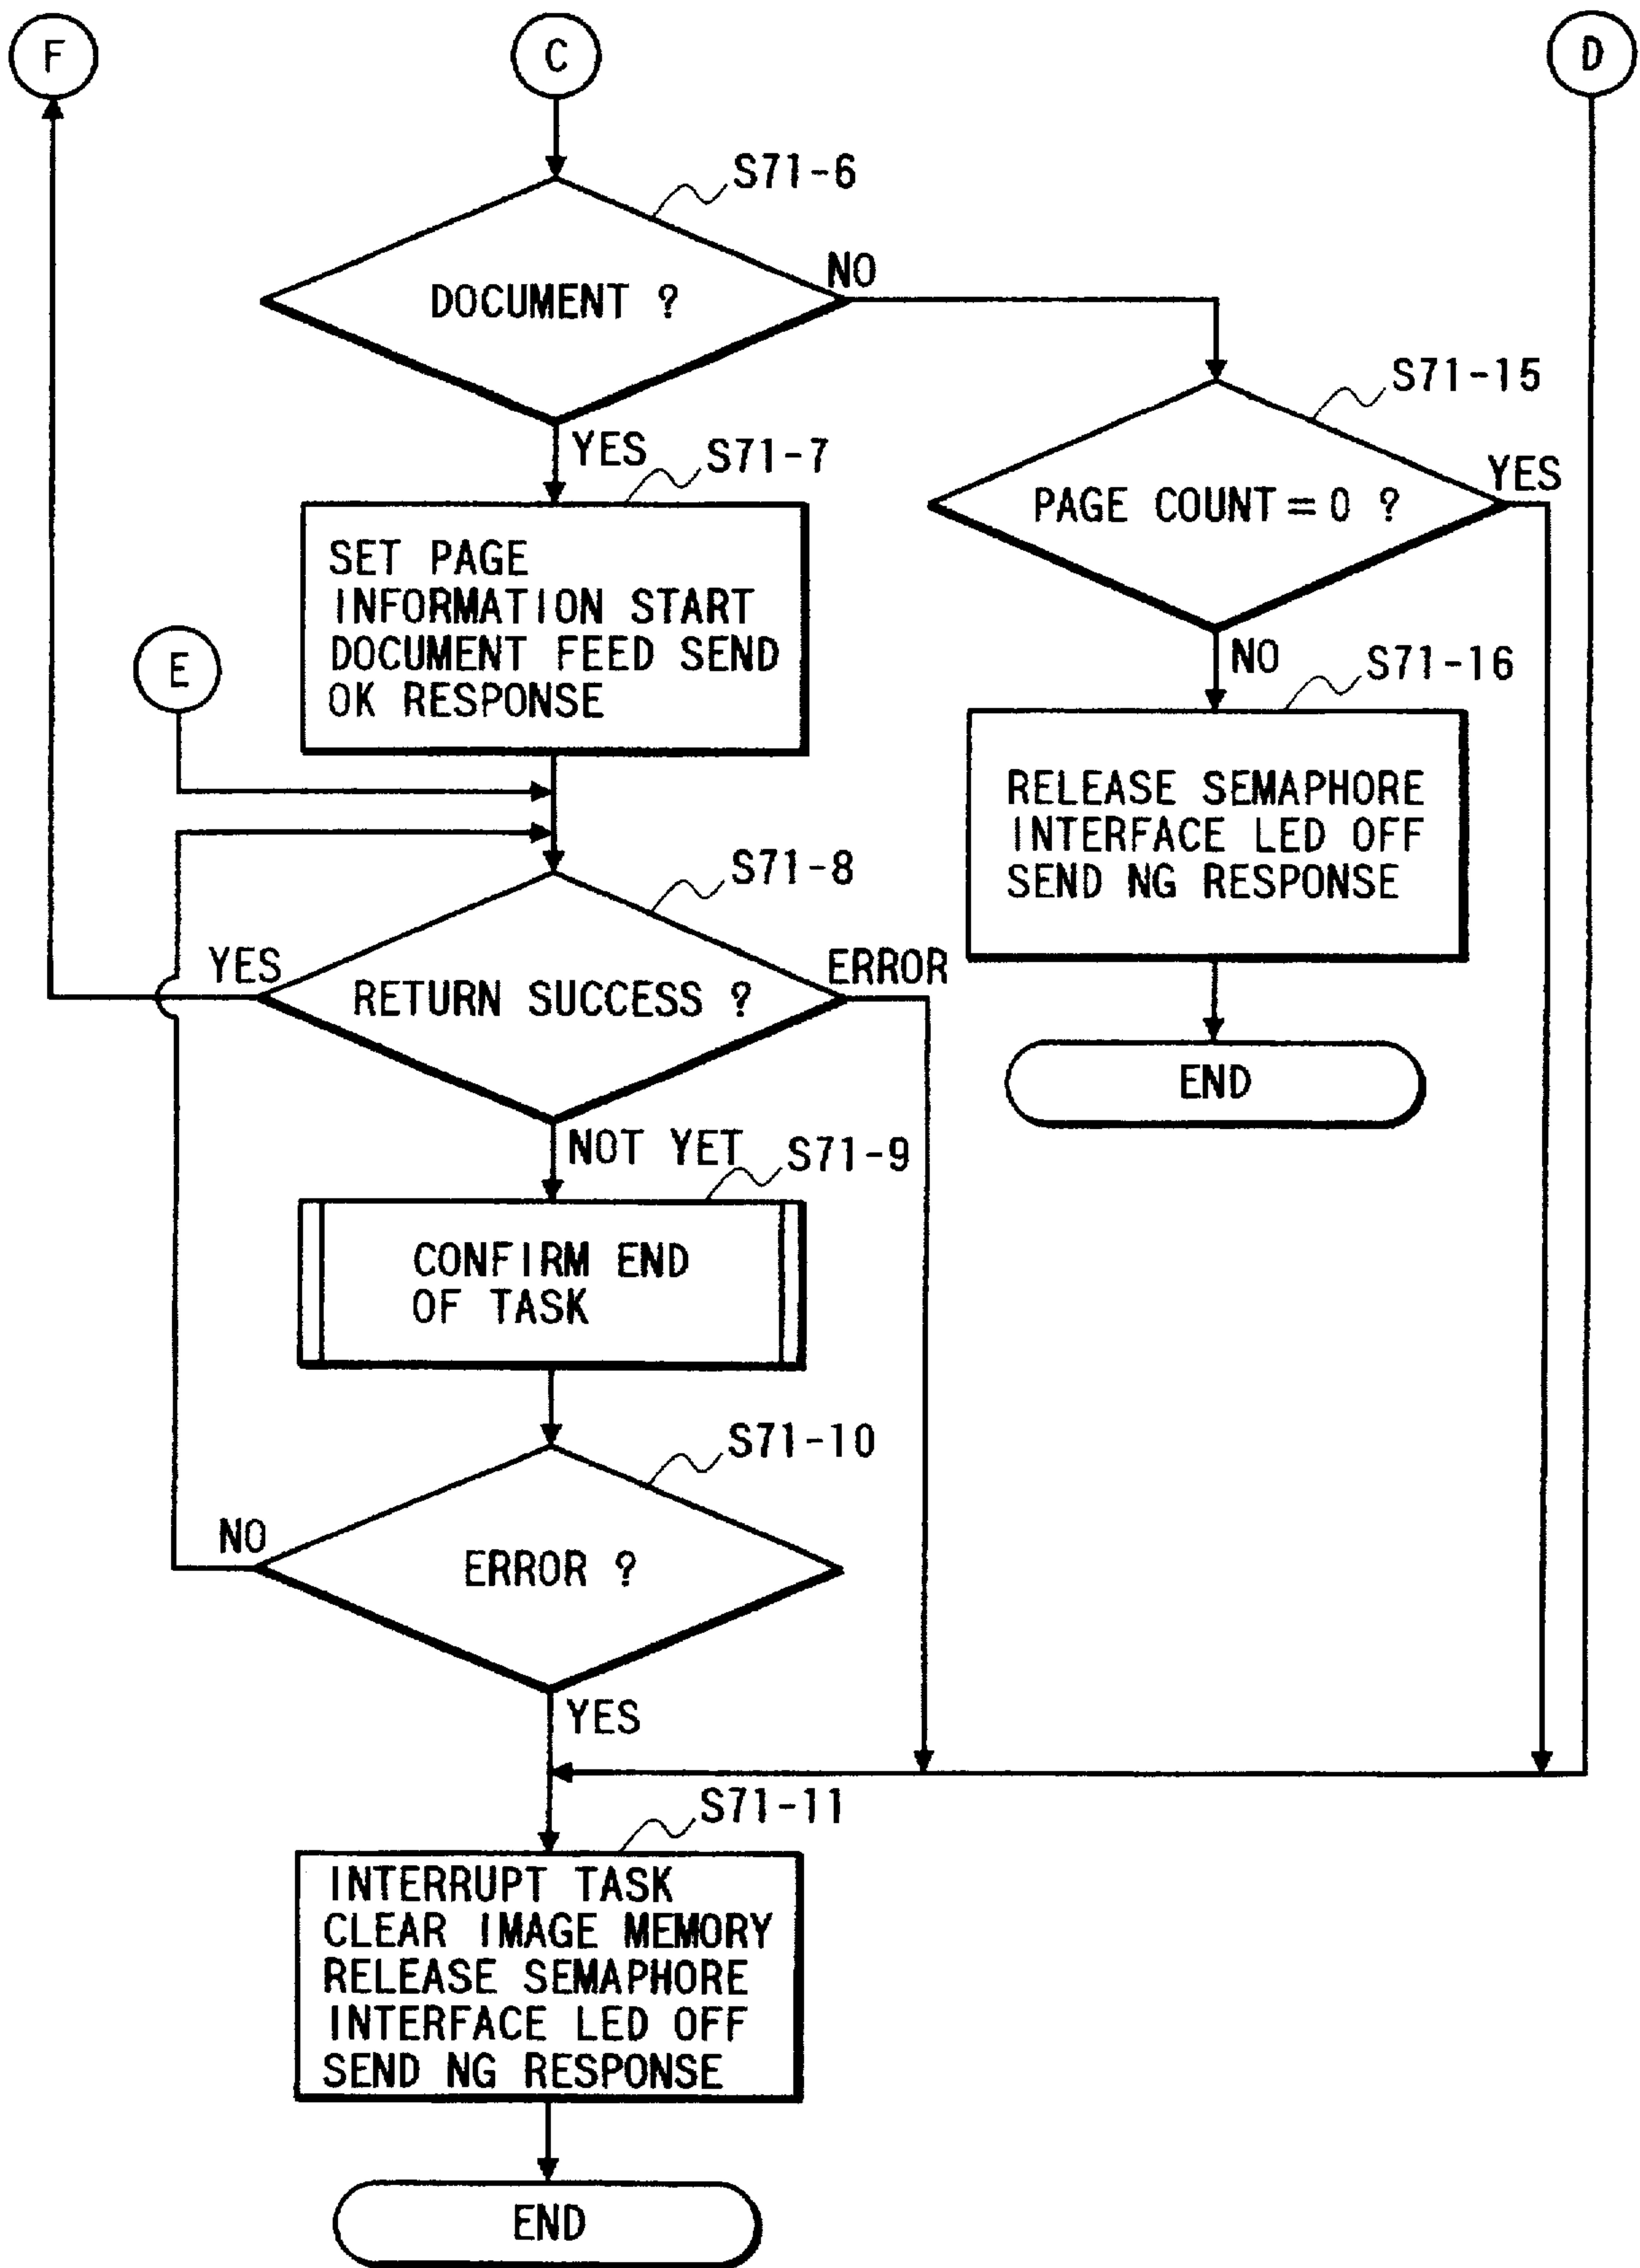 F
C
D
S71-6
DOCUMENT ?
NO
YES
S71-15
PAGE COUNT = 0 ?
YES
S71-7
SET PAGE
INFORMATION START
DOCUMENT FEED SEND
OK RESPONSE
NO
S71-16
RELEASE SEMAPHORE
INTERFACE LED OFF
SEND NG RESPONSE
END
E
S71-8
RETURN SUCCESS ?
YES
ERROR
NOT YET
S71-9
CONFIRM END
OF TASK
S71-10
ERROR ?
NO
YES
S71-11
INTERRUPT TASK
CLEAR IMAGE MEMORY
RELEASE SEMAPHORE
INTERFACE LED OFF
SEND NG RESPONSE
END